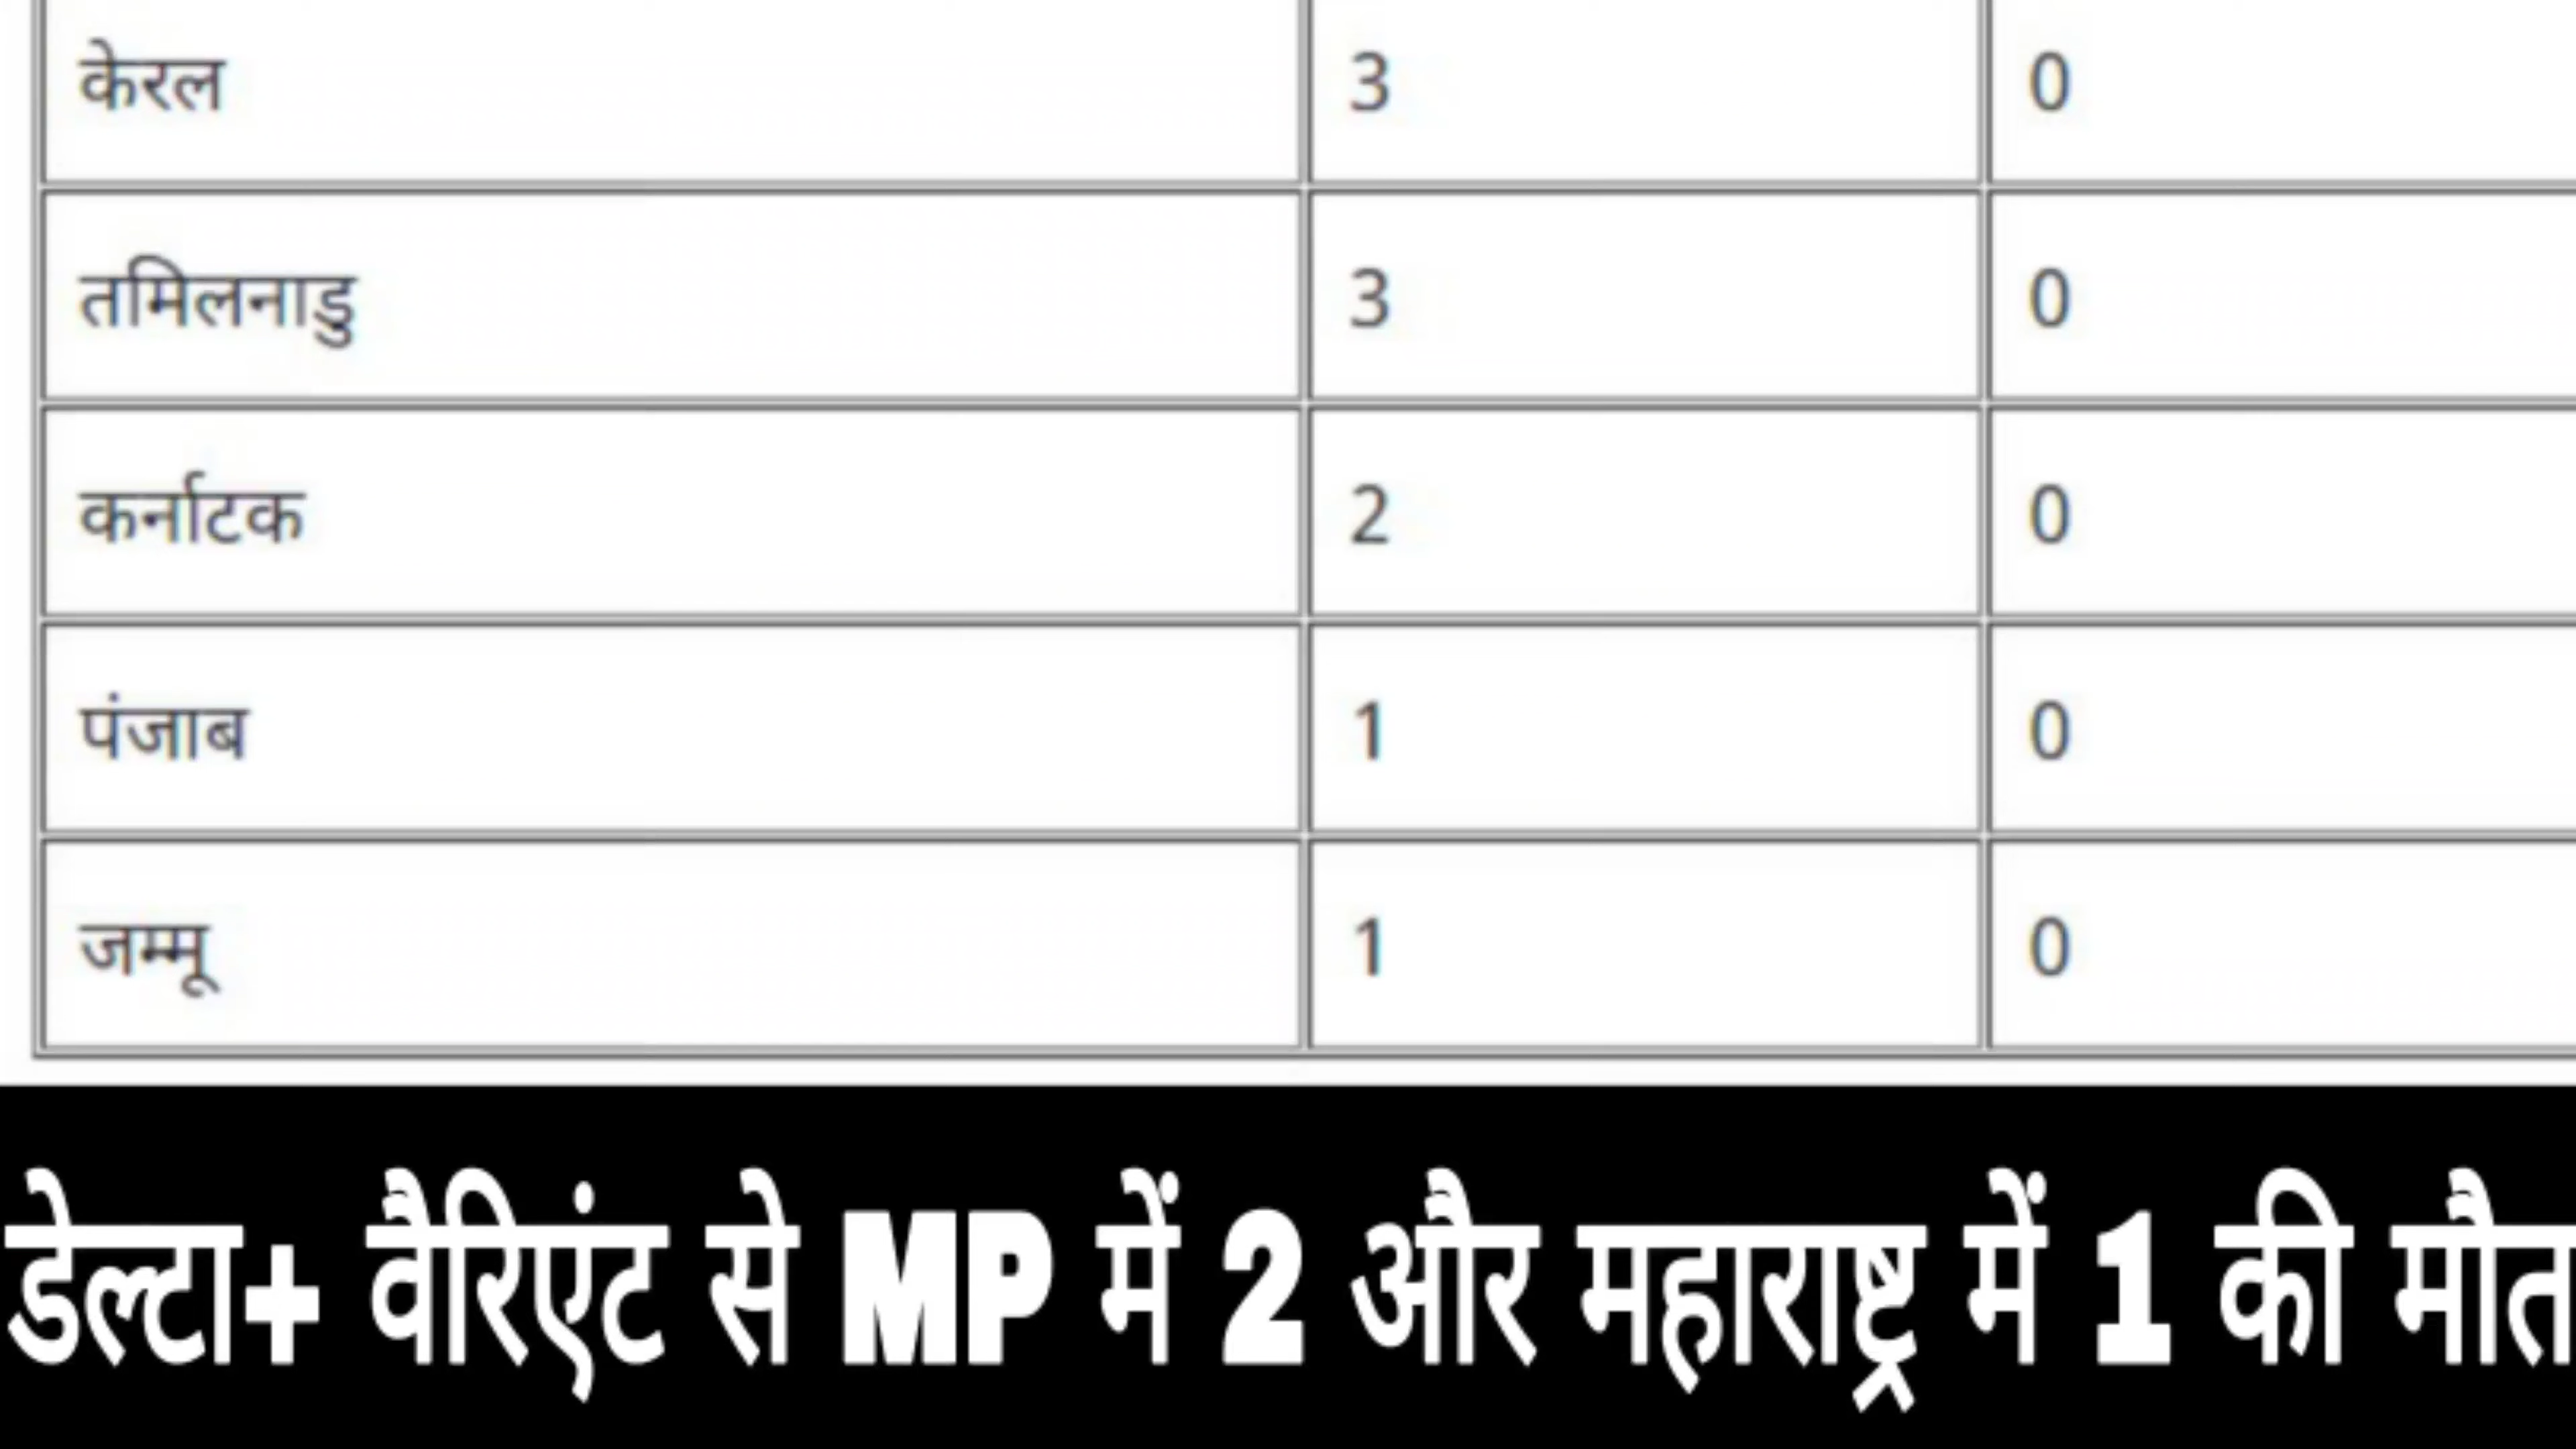 केरल 3 0
तमिलनाडु 3 0
कर्नाटक 2 0
पंजाब 1 0
जम्मू 1 0
डेल्टा+ वैरिएंट से MP में 2 और महाराष्ट्र में 1 की मौत